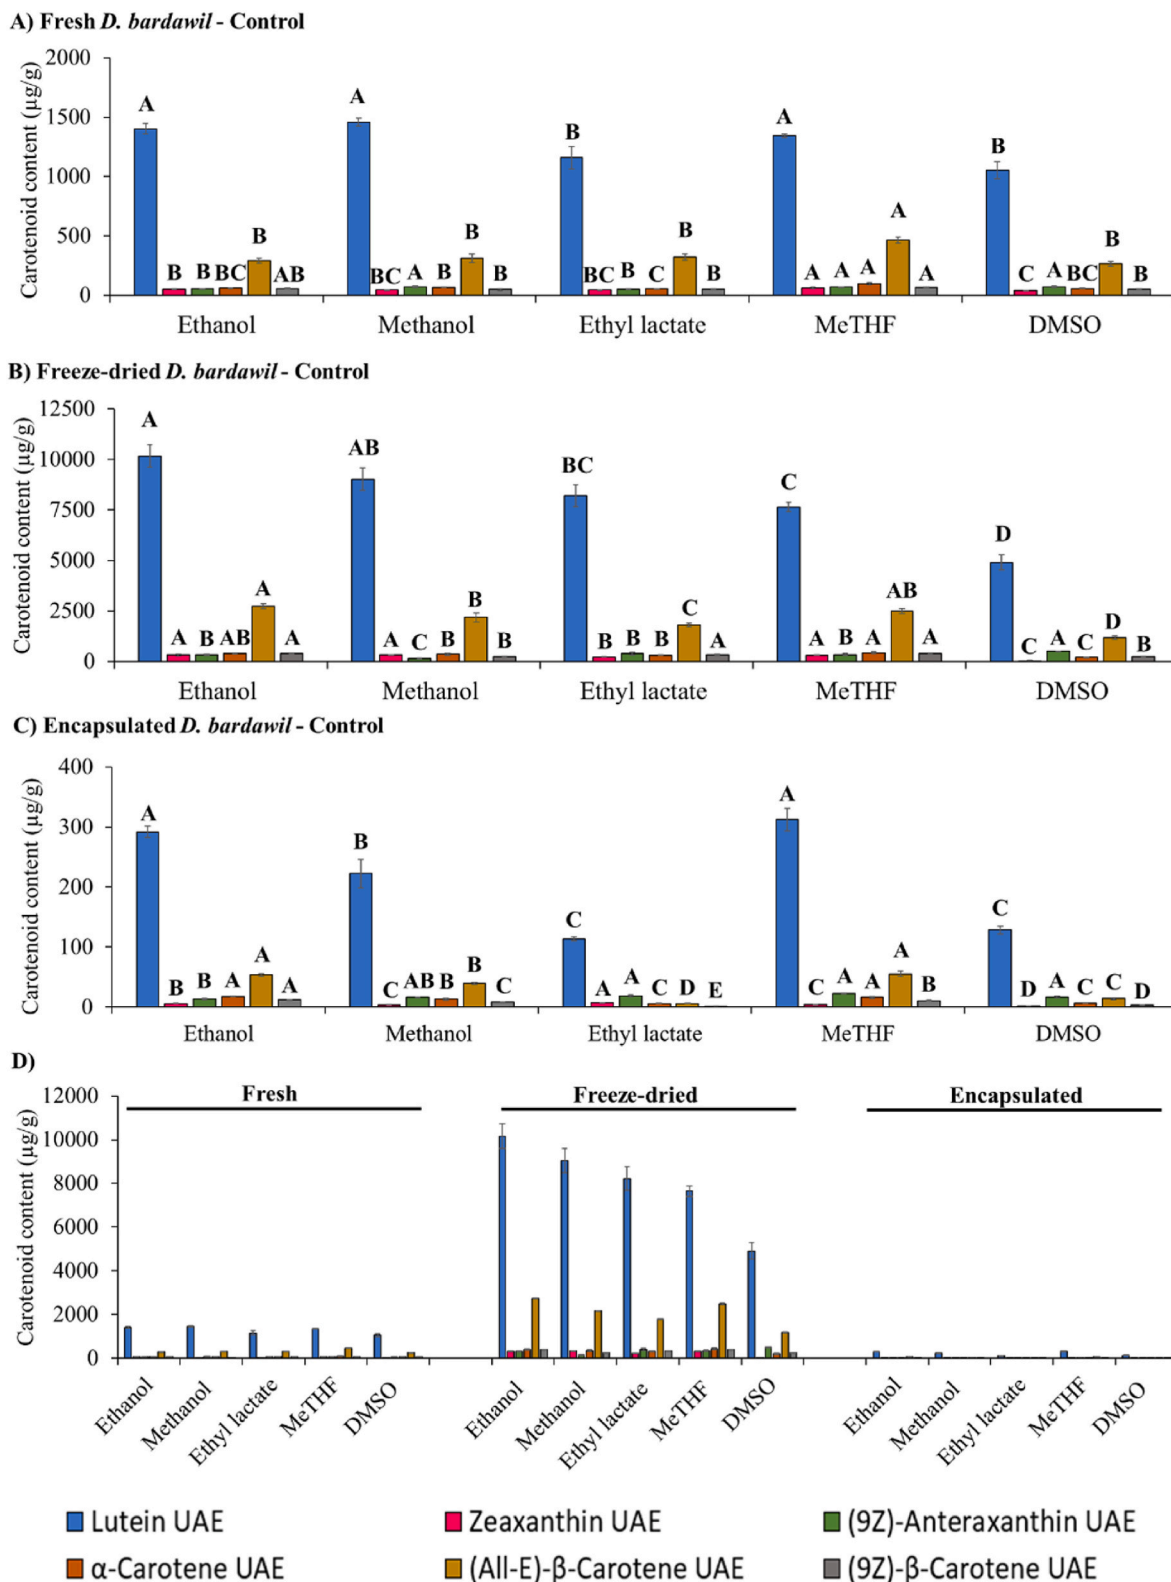 A) Fresh D. bardawil - Control
2000
1500
1000
500
0
Carotenoid content (µg/g)
A B B BC B AB
A BC A B B B
B BC B C B B
A A A A A A
B C A BC B B
Ethanol Methanol Ethyl lactate MeTHF DMSO
B) Freeze-dried D. bardawil - Control
12500
10000
7500
5000
2500
0
Carotenoid content (µg/g)
A A B AB A A
AB A C B B B
BC B B B C A
C A B A AB A
D C A C D B
Ethanol Methanol Ethyl lactate MeTHF DMSO
C) Encapsulated D. bardawil - Control
400
300
200
100
0
Carotenoid content (µg/g)
A B B A A A
B C AB B B C
C A A C D E
A C A A A B
C D A C C D
Ethanol Methanol Ethyl lactate MeTHF DMSO
D)
Fresh Freeze-dried Encapsulated
12000
10000
8000
6000
4000
2000
0
Carotenoid content (µg/g)
Ethanol Methanol Ethyl lactate MeTHF DMSO Ethanol Methanol Ethyl lactate MeTHF DMSO Ethanol Methanol Ethyl lactate MeTHF DMSO
Lutein UAE Zeaxanthin UAE (9Z)-Anteraxanthin UAE
α-Carotene UAE (All-E)-β-Carotene UAE (9Z)-β-Carotene UAE